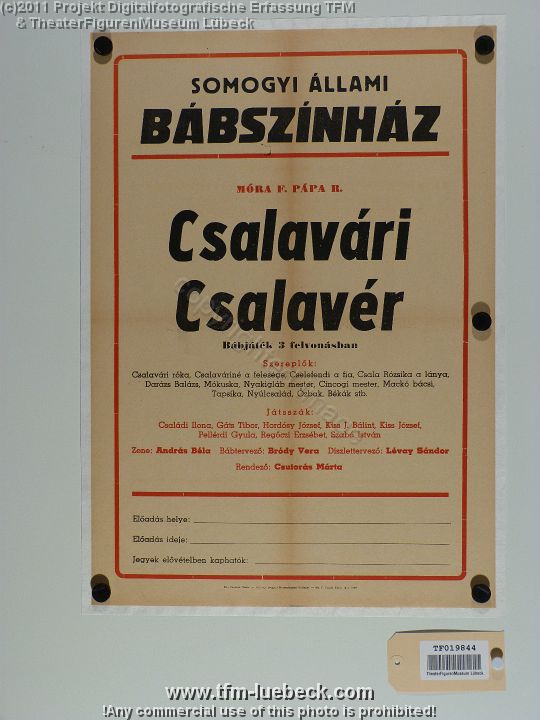 (c)2011 Projekt Digitalfotografische Erfassung TFM
& TheaterFigurenMuseum Lübeck
SOMOGYI ÁLLAMI
BÁBSZÍNHÁZ
MÓRA F. PÁPA R.
Csalavári
Csalavér
Bábjáték 3 felvonásban
Szereplők:
Csalavári róka, Csalaváriné a felesége, Cselefendi a fia, Csala Rózsika a lánya,
Darázs Balázs, Mókuska, Nyakigláb mester, Cincogi mester, Mackó bácsi,
Tapsika, Nyúlcsalád, Őzbak, Békák stb.
Játsszák:
Családi Ilona, Gáts Tibor, Hordósy József, Kiss J. Bálint, Kiss József,
Pellérdi Gyula, Regőczi Erzsébet, Szabó István
Zene: András Béla Bábtervező: Bródy Vera Díszlettervező: Lévay Sándor
Rendező: Csutorás Márta
Előadás helye:
Előadás ideje:
Jegyek elővételben kaphatók:
TF019844
TheaterFigurenMuseum Lübeck
www.tfm-luebeck.com
!Any commercial use of this photo is prohibited!